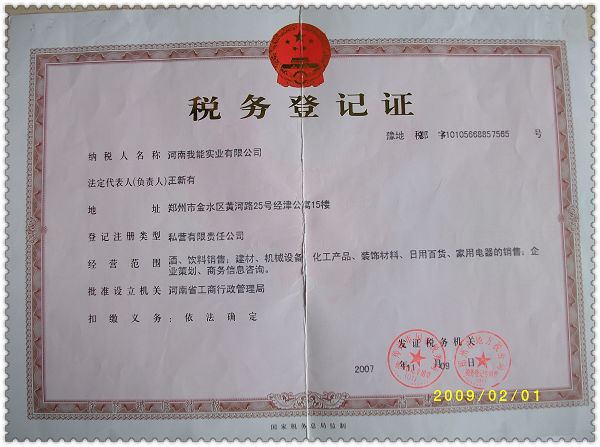 税务登记证
豫地 税郑 字410105668857565 号
纳税人名称 河南我能实业有限公司
法定代表人(负责人) 王新有
地 址 郑州市金水区黄河路25号经津公寓15楼
登记注册类型 私营有限责任公司
经营范围 酒、饮料销售；建材、机械设备、化工产品、装饰材料、日用百货、家用电器的销售；企
业策划、商务信息咨询。
批准设立机关 河南省工商行政管理局
扣缴义务：依法确定
发证税务机关
2007 年 11 月 09 日
2009/02/01
国家税务总局监制